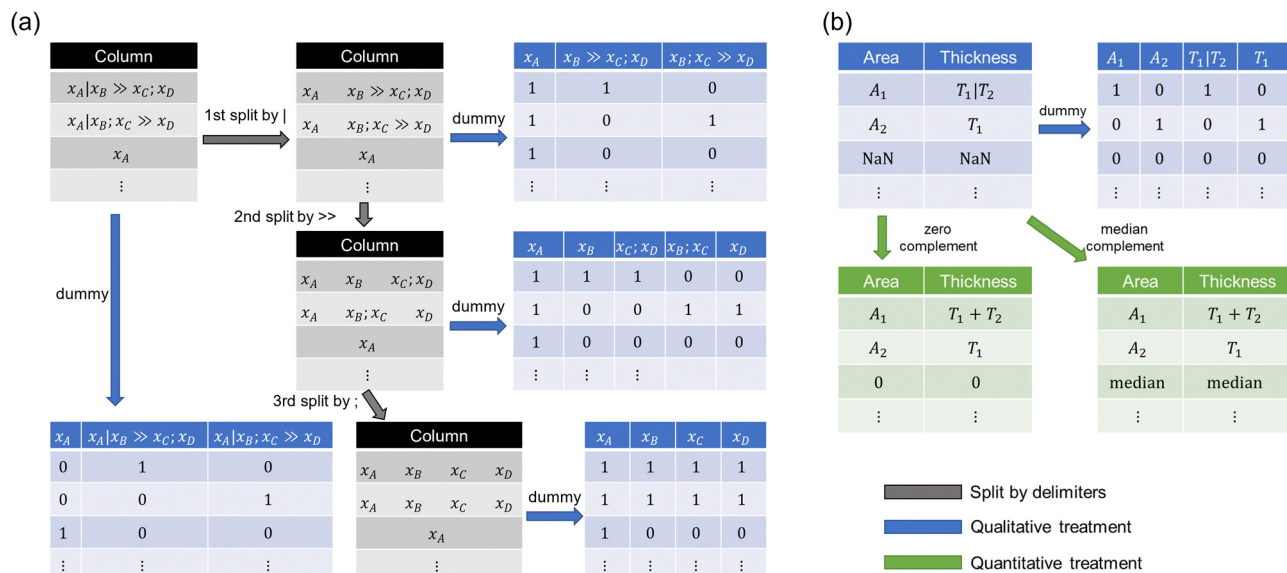 (a)
Column
x_A|x_B ≫ x_C; x_D
x_A|x_B; x_C ≫ x_D
x_A
⋮
1st split by |
Column
x_A x_B ≫ x_C; x_D
x_A x_B; x_C ≫ x_D
x_A
⋮
dummy
x_A x_B ≫ x_C; x_D x_B; x_C ≫ x_D
1 1 0
1 0 1
1 0 0
⋮ ⋮ ⋮
2nd split by >>
Column
x_A x_B x_C; x_D
x_A x_B; x_C x_D
x_A
⋮
dummy
x_A x_B x_C; x_D x_B; x_C x_D
1 1 1 0 0
1 0 0 1 1
1 0 0 0 0
⋮ ⋮ ⋮
dummy
x_A x_A|x_B ≫ x_C; x_D x_A|x_B; x_C ≫ x_D
0 1 0
0 0 1
1 0 0
⋮ ⋮ ⋮
3rd split by ;
Column
x_A x_B x_C x_D
x_A x_B x_C x_D
x_A
⋮
dummy
x_A x_B x_C x_D
1 1 1 1
1 1 1 1
1 0 0 0
⋮ ⋮ ⋮ ⋮
(b)
Area Thickness
A_1 T_1|T_2
A_2 T_1
NaN NaN
⋮ ⋮
dummy
A_1 A_2 T_1|T_2 T_1
1 0 1 0
0 1 0 1
0 0 0 0
⋮ ⋮ ⋮ ⋮
zero
complement
median
complement
Area Thickness
A_1 T_1 + T_2
A_2 T_1
0 0
⋮ ⋮
Area Thickness
A_1 T_1 + T_2
A_2 T_1
median median
⋮ ⋮
Split by delimiters
Qualitative treatment
Quantitative treatment